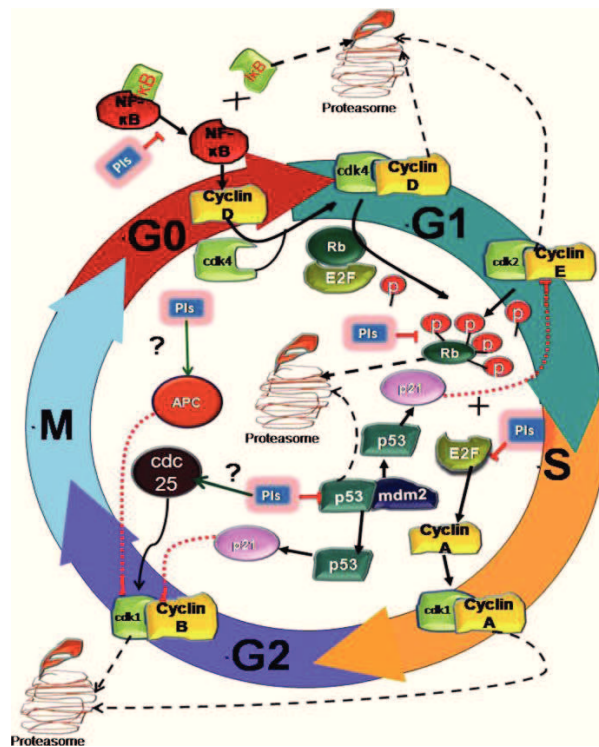 IκB
NF-
κB
IκB
Proteasome
PIs
NF-
κB
Cyclin
D
cdk4
Cyclin
D
G0
G1
cdk4
Rb
E2F
p
cdk2
Cyclin
E
PIs
?
PIs
p
p
p
p
p
p
Rb
APC
Proteasome
p21
+
M
cdc
25
?
p53
E2F
PIs
S
PIs
p53
mdm2
p21
p53
Cyclin
A
cdk1
Cyclin
B
cdk1
Cyclin
A
G2
Proteasome